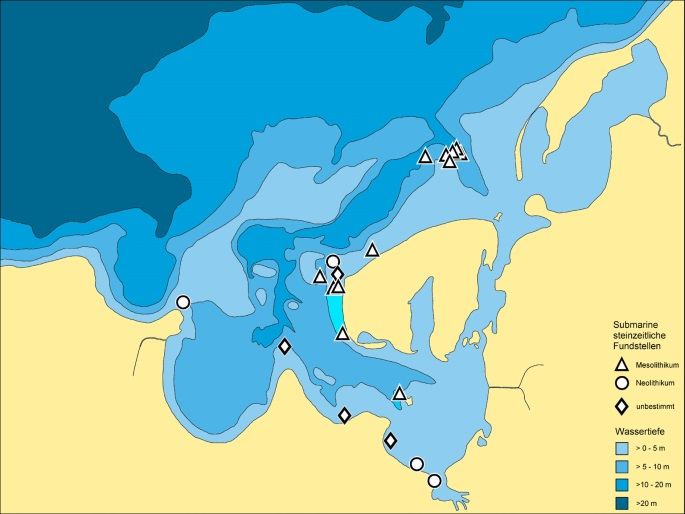 Submarine
steinzeitliche
Fundstellen
Mesolithikum
Neolithikum
unbestimmt
Wassertiefe
> 0 - 5 m
> 5 - 10 m
>10 - 20 m
>20 m